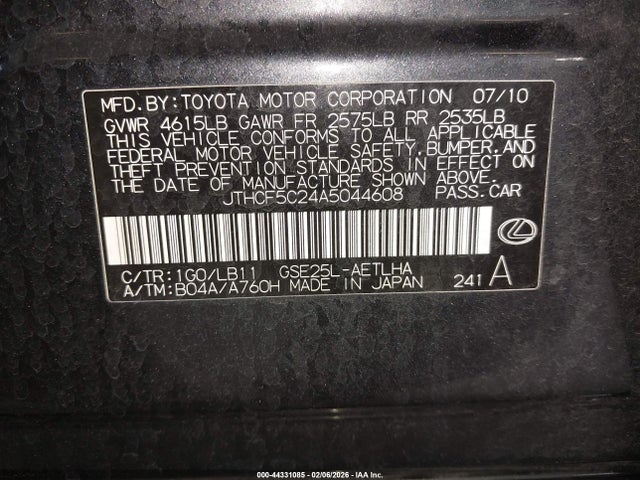 MFD.BY:TOYOTA MOTOR CORPORATION 07/10
GVWR 4615LB GAWR FR 2575LB RR 2535LB
THIS VEHICLE CONFORMS TO ALL APPLICABLE
FEDERAL MOTOR VEHICLE SAFETY,BUMPER,AND
THEFT PREVENTION STANDARDS IN EFFECT ON
THE DATE OF MANUFACTURE SHOWN ABOVE.
JTHCF5C24A5044608 PASS.CAR
C/TR:1G0/LB11 GSE25L-AETLHA
A/TM:B04A/A760H MADE IN JAPAN 241 A
000-44331085 - 02/06/2026 - IAA Inc.